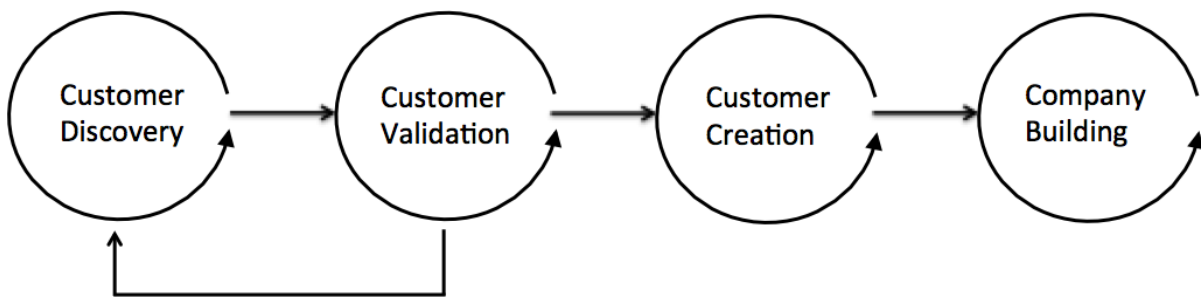 Customer
Discovery
Customer
Validation
Customer
Creation
Company
Building